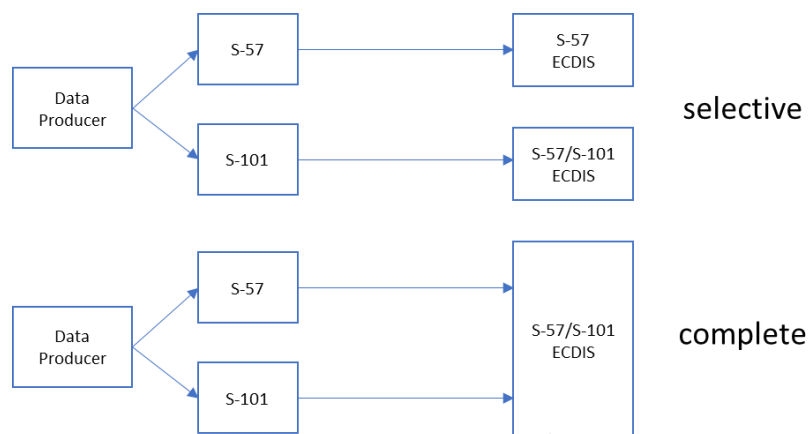 S-57
S-57
ECDIS
Data
Producer
selective
S-101
S-57/S-101
ECDIS
S-57
Data
Producer
S-57/S-101
ECDIS
complete
S-101